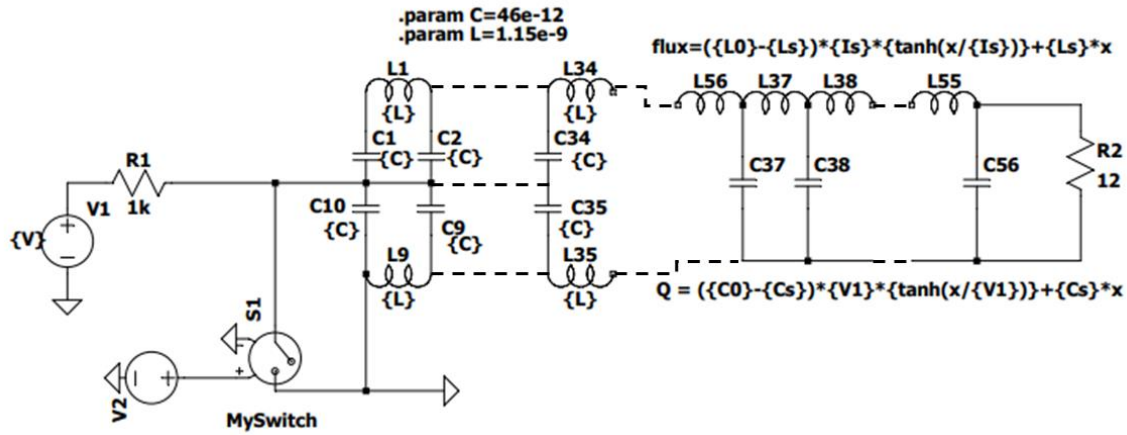 .param C=46e-12
.param L=1.15e-9
flux=({L0}-{Ls})*{Is}*{tanh(x/{Is})}+{Ls}*x
L1
L34
L56
L37
L38
L55
{L}
{L}
C1
{C}
C2
{C}
C34
{C}
C37
C38
C56
R2
12
R1
1k
V1
{V}
+
−
C10
{C}
C9
{C}
C35
{C}
L9
{L}
L35
{L}
Q = ({C0}-{Cs})*{V1}*{tanh(x/{V1})}+{Cs}*x
S1
−
+
V2
−
+
MySwitch